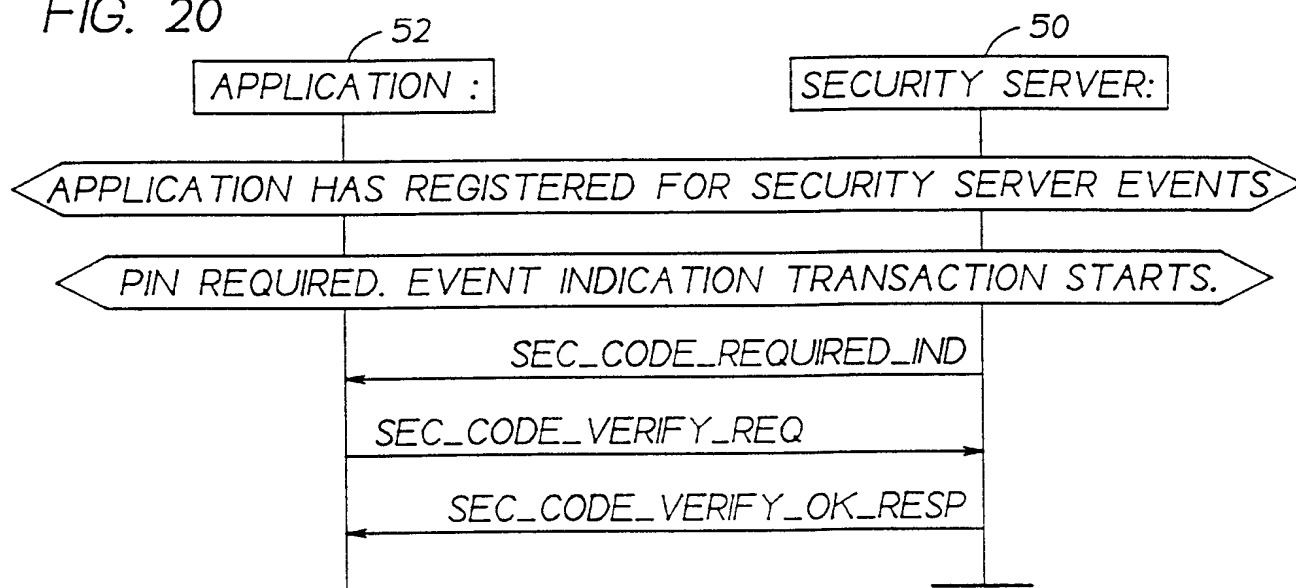 FIG. 20
52
50
APPLICATION :
SECURITY SERVER:
APPLICATION HAS REGISTERED FOR SECURITY SERVER EVENTS
PIN REQUIRED. EVENT INDICATION TRANSACTION STARTS.
SEC_CODE_REQUIRED_IND
SEC_CODE_VERIFY_REQ
SEC_CODE_VERIFY_OK_RESP